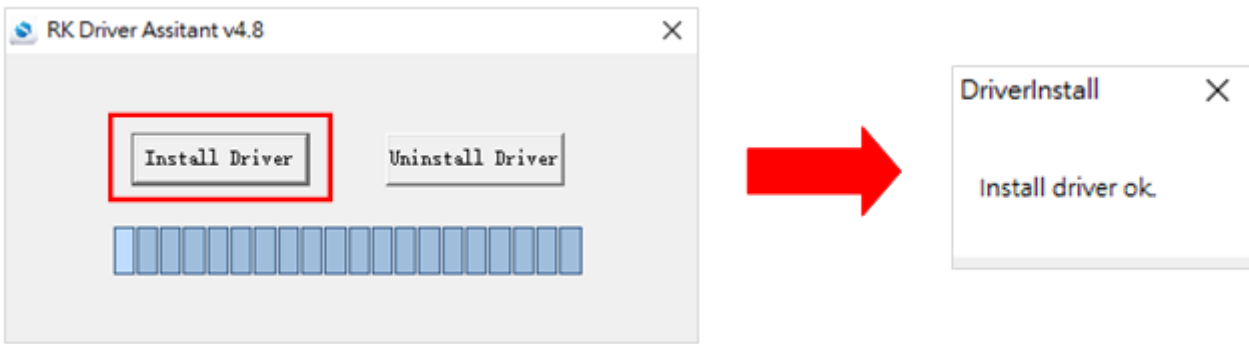 RK Driver Assitant v4.8
Install Driver
Uninstall Driver
DriverInstall
Install driver ok.